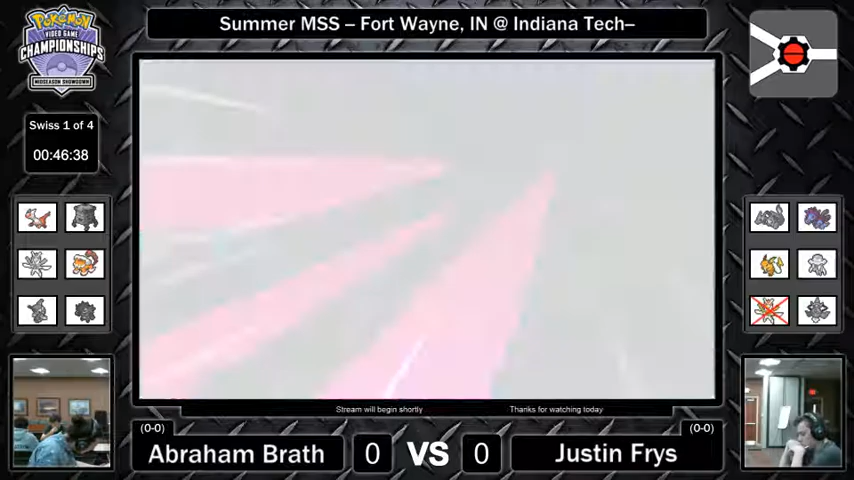 Pokémon
VIDEO GAME
CHAMPIONSHIPS
MIDSEASON SHOWDOWN
Summer MSS – Fort Wayne, IN @ Indiana Tech–
Swiss 1 of 4
00:46:38
Stream will begin shortly
Thanks for watching today
(0-0)
(0-0)
Abraham Brath
0
VS
0
Justin Frys